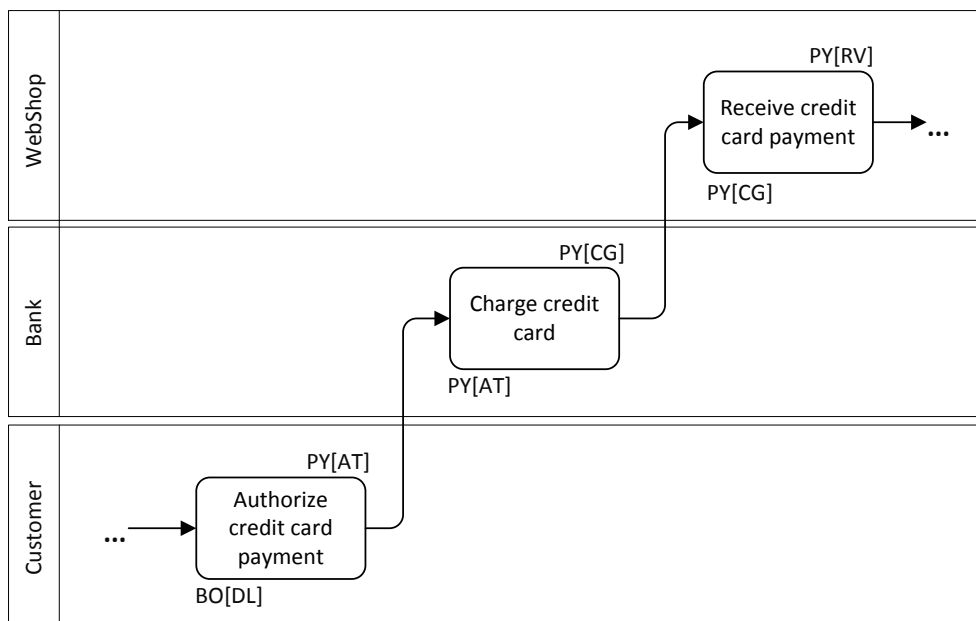 WebShop
PY[RV]
Receive credit
card payment
...
PY[CG]
Bank
PY[CG]
Charge credit
card
PY[AT]
Customer
PY[AT]
...
Authorize
credit card
payment
BO[DL]